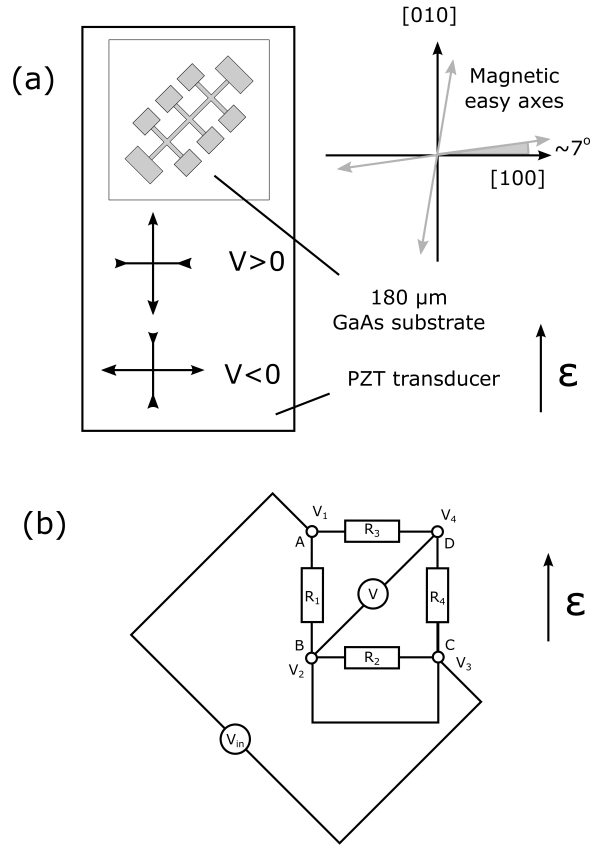 (a)
[010]
Magnetic
easy axes
~7°
[100]
V>0
180 µm
GaAs substrate
V<0
PZT transducer
ε
(b)
V₁
V₄
A
R₃
D
R₁
V
R₄
ε
B
C
V₂
R₂
V₃
Vᵢₙ